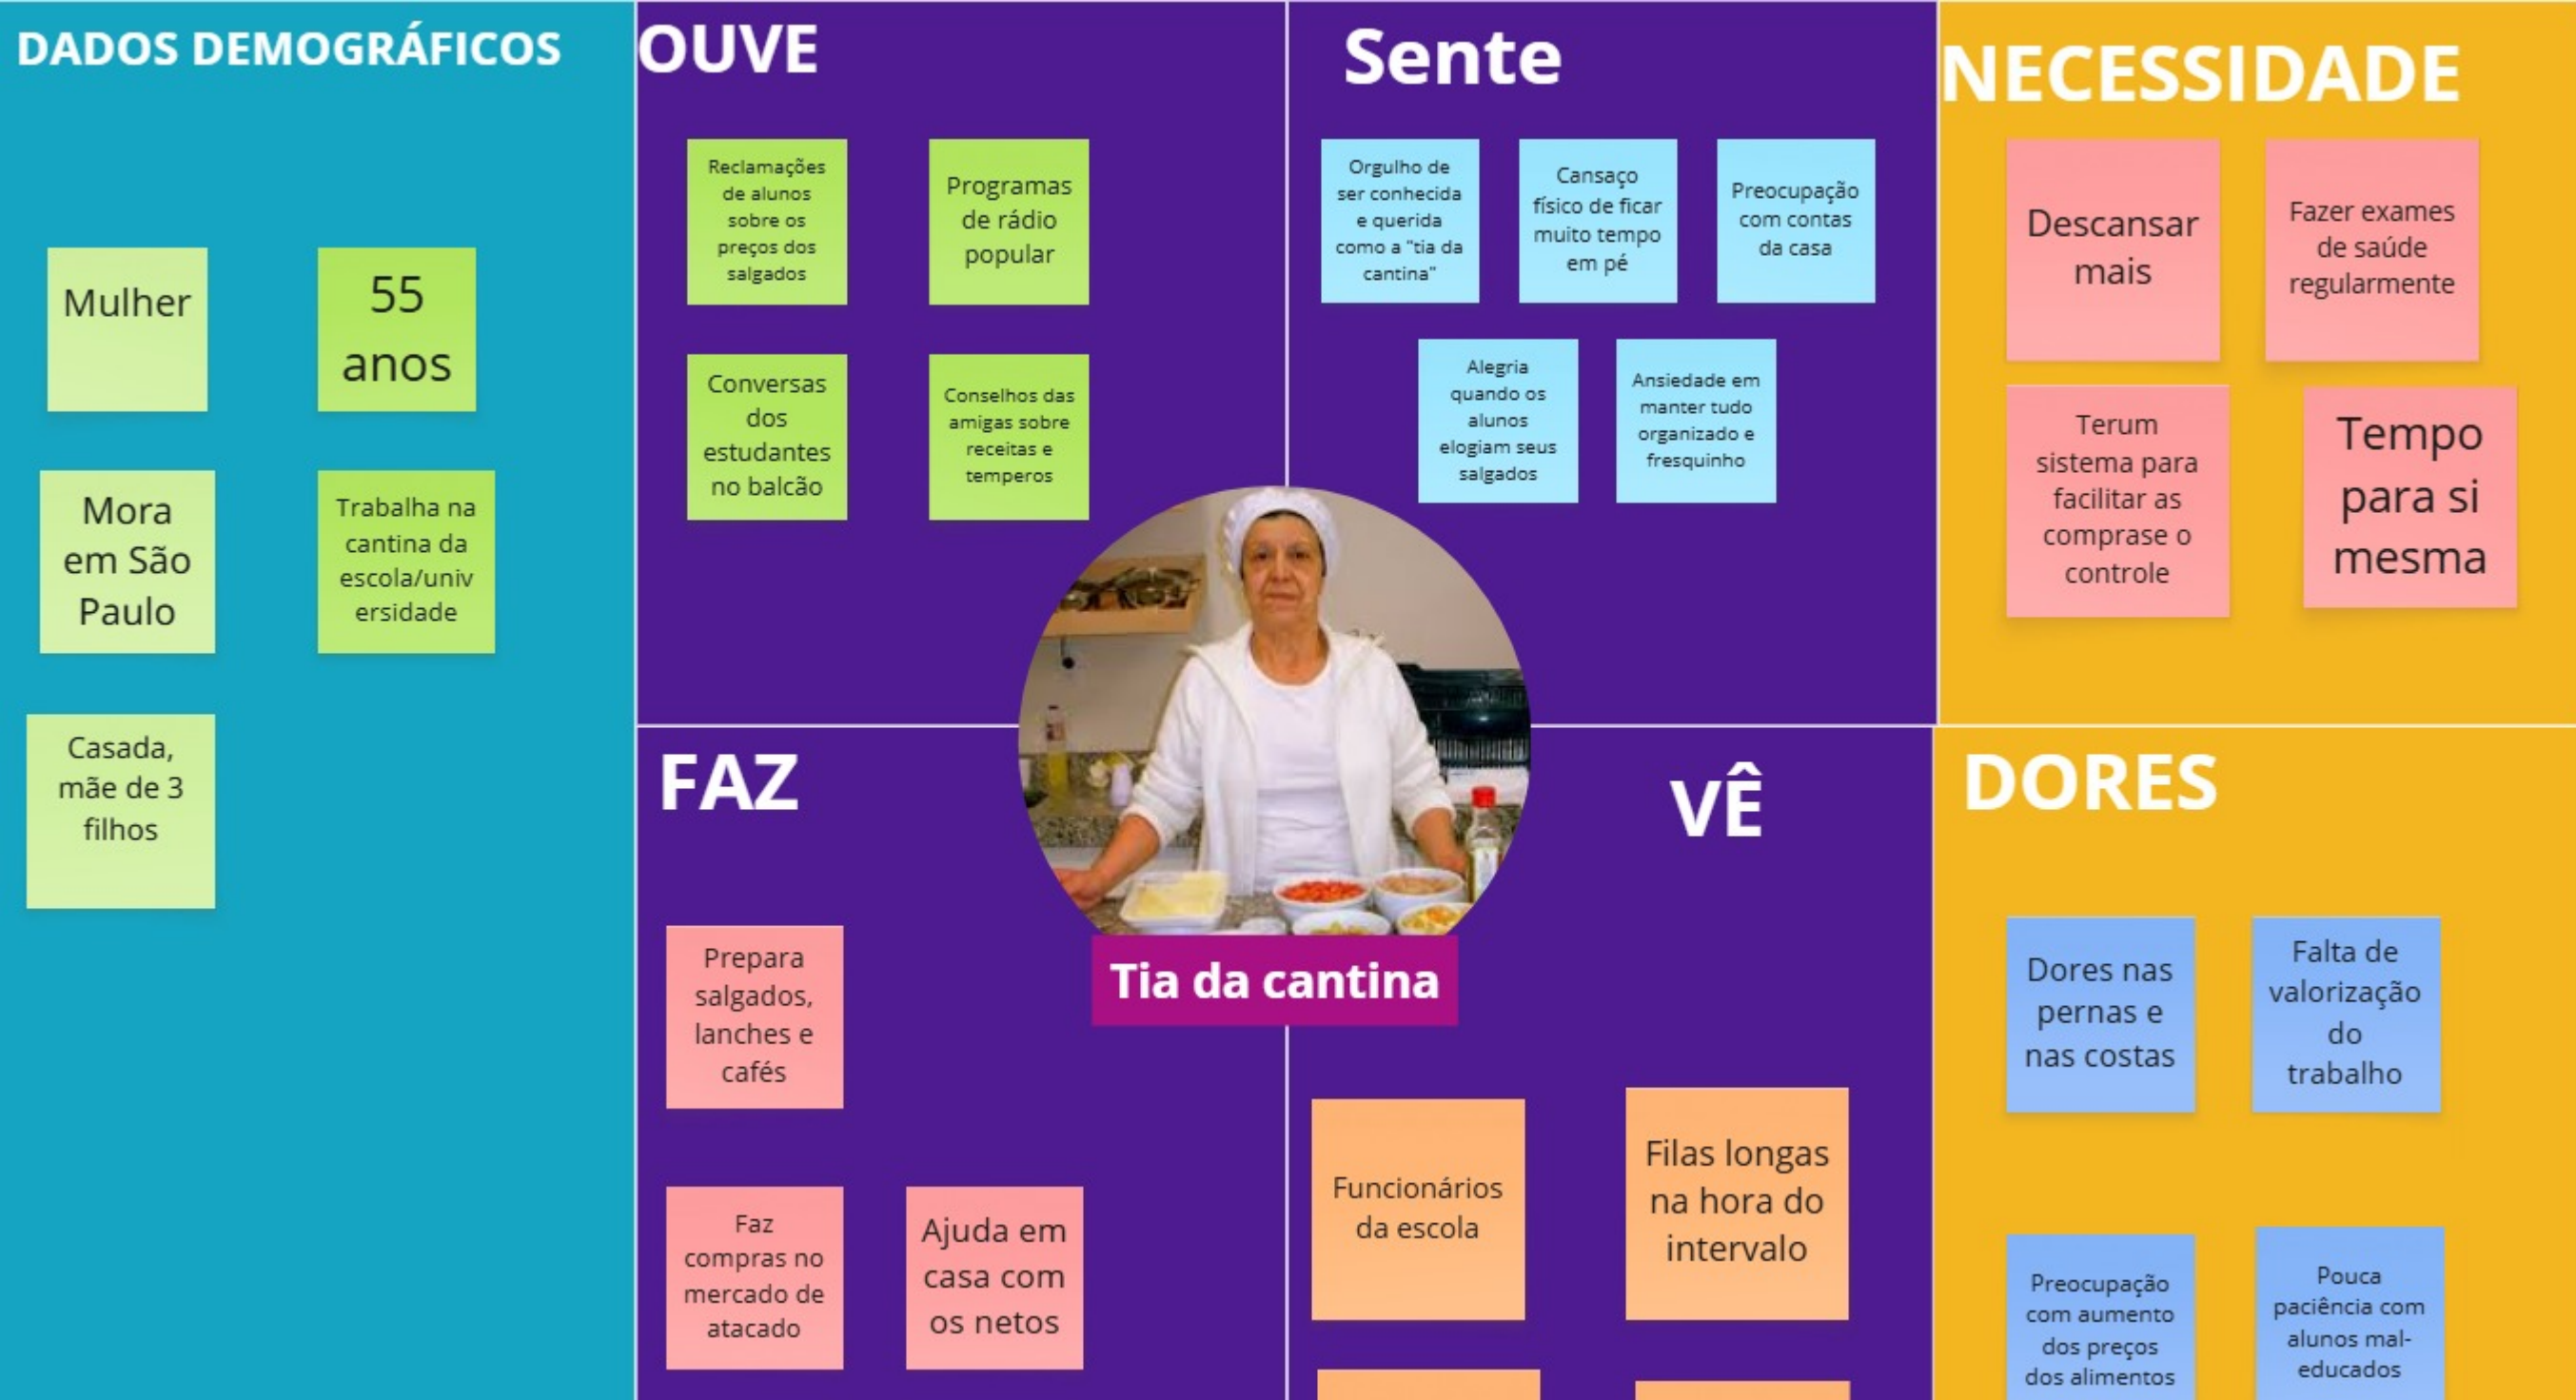 DADOS DEMOGRÁFICOS
Mulher
55
anos
Mora
em São
Paulo
Trabalha na
cantina da
escola/univ
ersidade
Casada,
mãe de 3
filhos
OUVE
Reclamações
de alunos
sobre os
preços dos
salgados
Programas
de rádio
popular
Conversas
dos
estudantes
no balcão
Conselhos das
amigas sobre
receitas e
temperos
Sente
Orgulho de
ser conhecida
e querida
como a "tia da
cantina"
Cansaço
físico de ficar
muito tempo
em pé
Preocupação
com contas
da casa
Alegria
quando os
alunos
elogiam seus
salgados
Ansiedade em
manter tudo
organizado e
fresquinho
NECESSIDADE
Descansar
mais
Fazer exames
de saúde
regularmente
Terum
sistema para
facilitar as
comprase o
controle
Tempo
para si
mesma
Tia da cantina
FAZ
Prepara
salgados,
lanches e
cafés
Faz
compras no
mercado de
atacado
Ajuda em
casa com
os netos
VÊ
Funcionários
da escola
Filas longas
na hora do
intervalo
DORES
Dores nas
pernas e
nas costas
Falta de
valorização
do
trabalho
Preocupação
com aumento
dos preços
dos alimentos
Pouca
paciência com
alunos mal-
educados